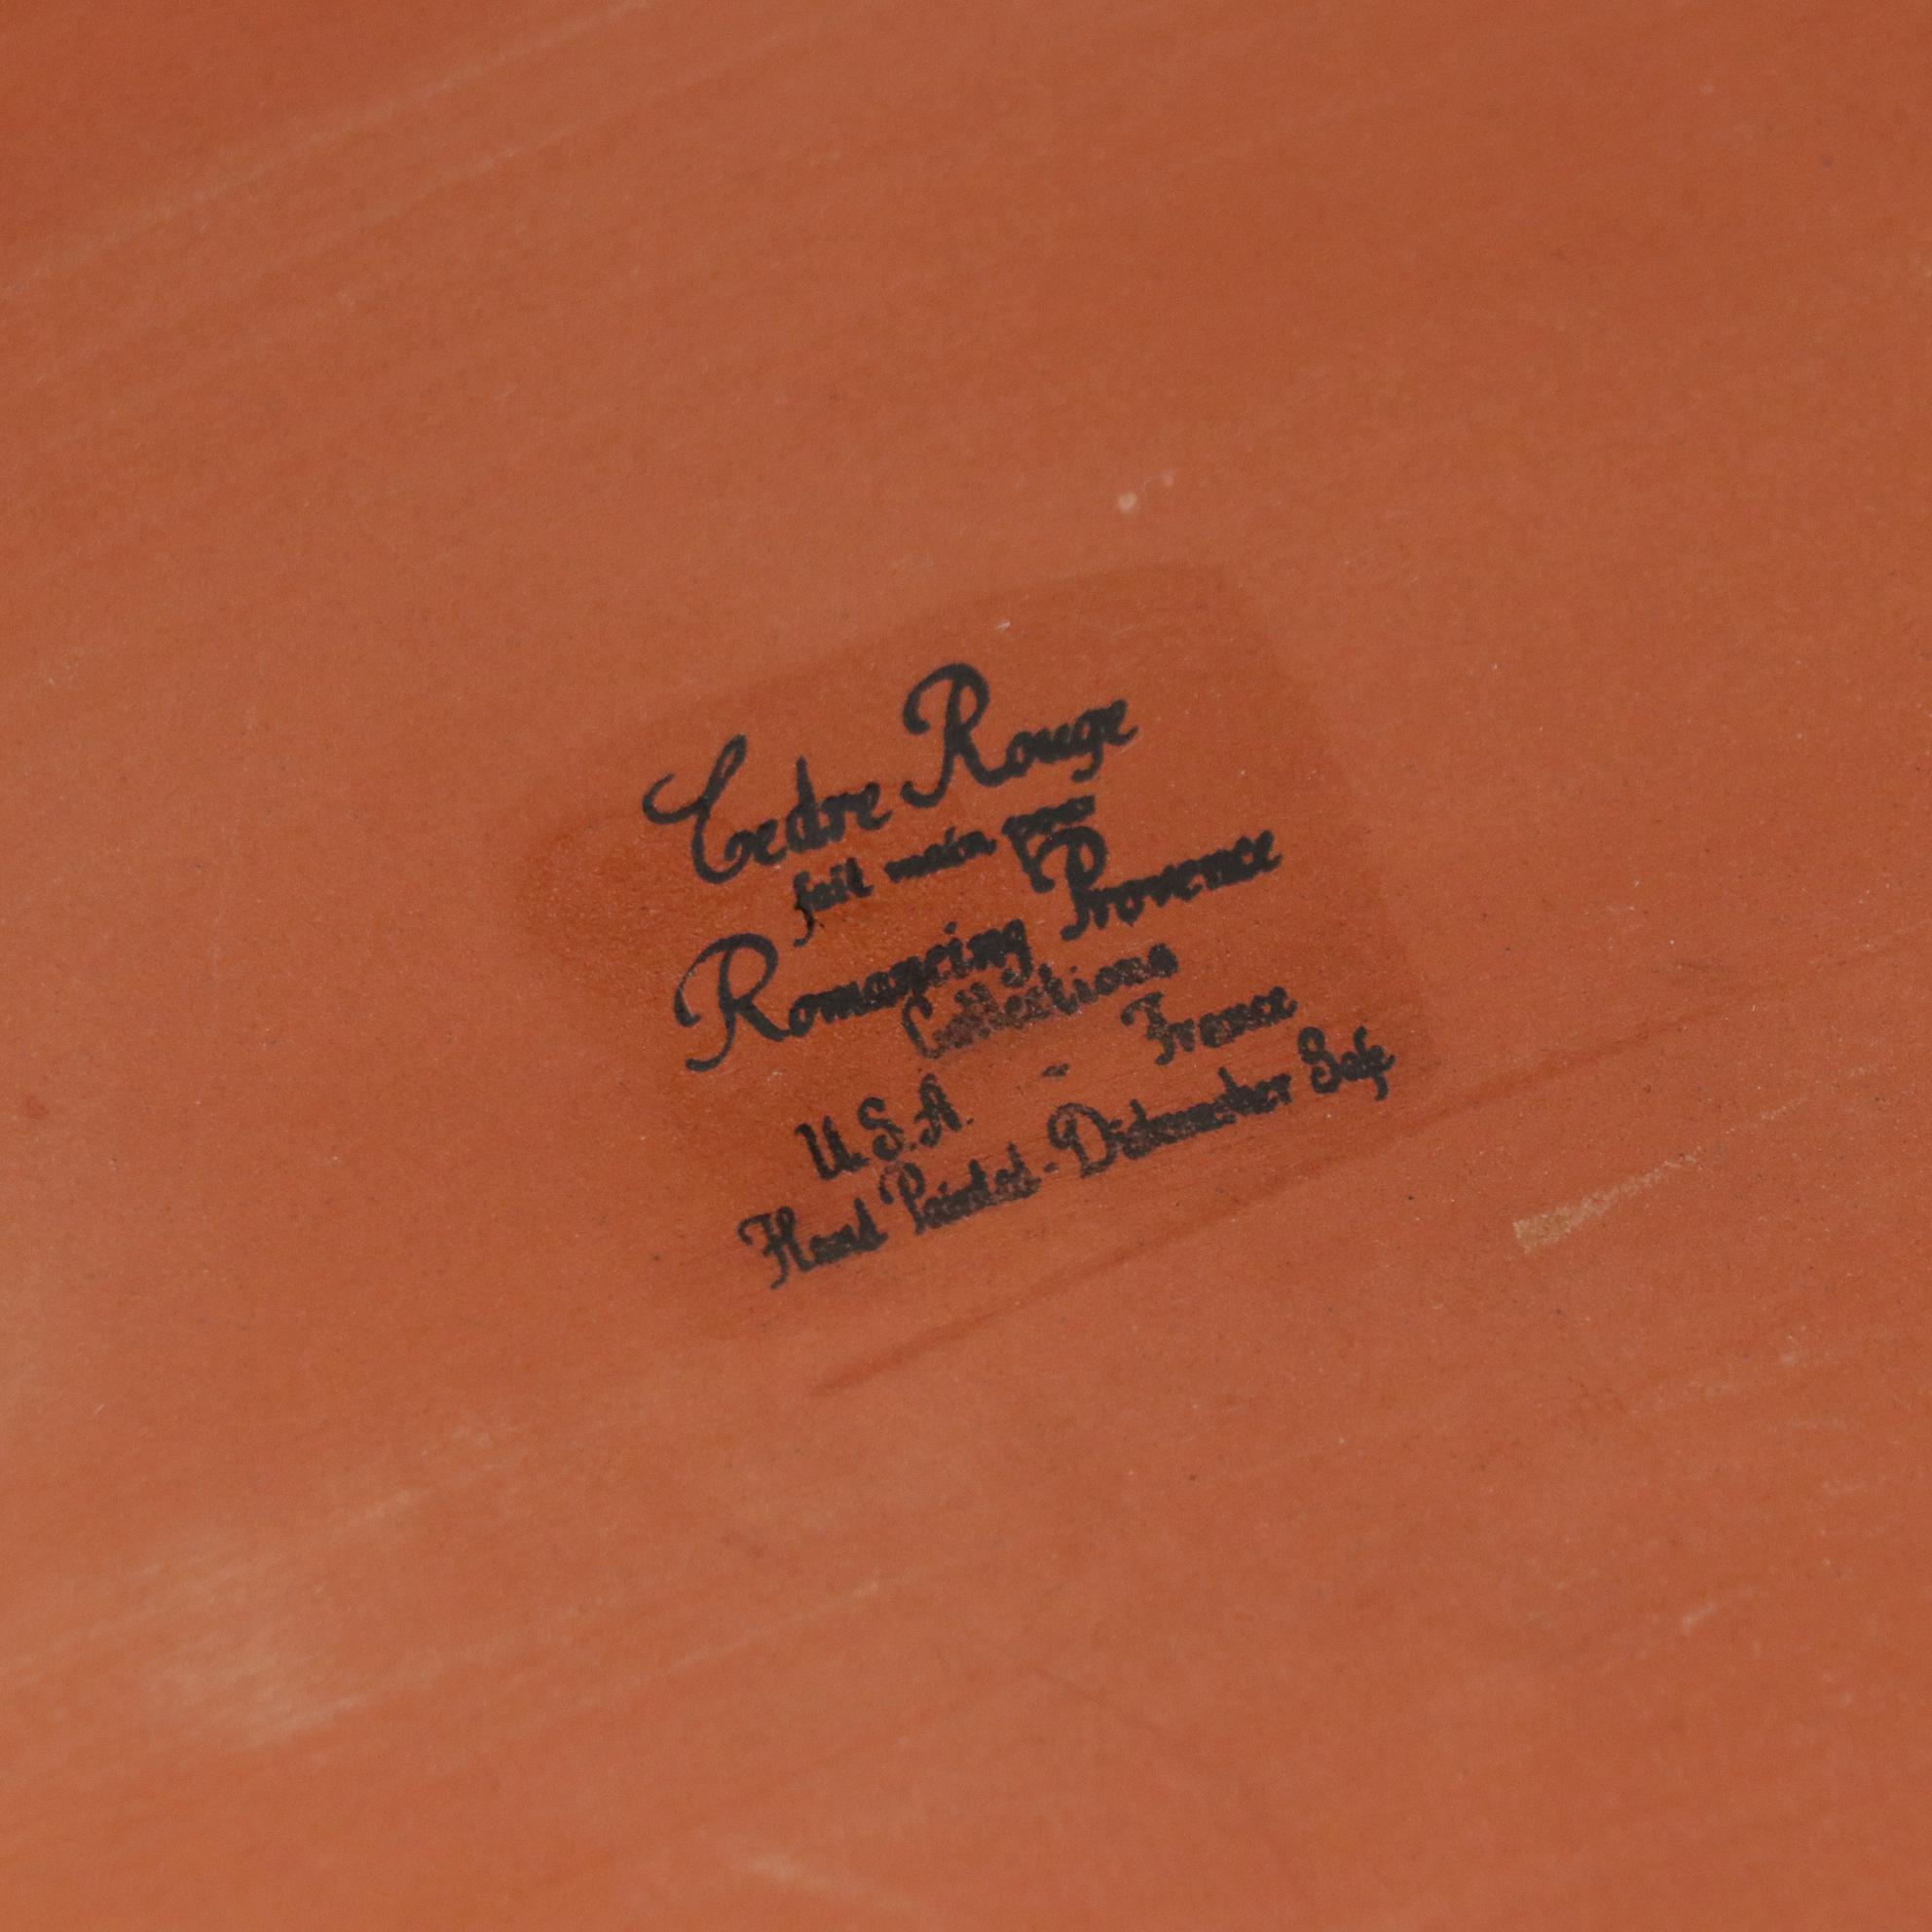 Cedre Rouge
fait main pour
Romancing Provence
Collections
U.S.A. - France
Hand Painted - Dishwasher Safe